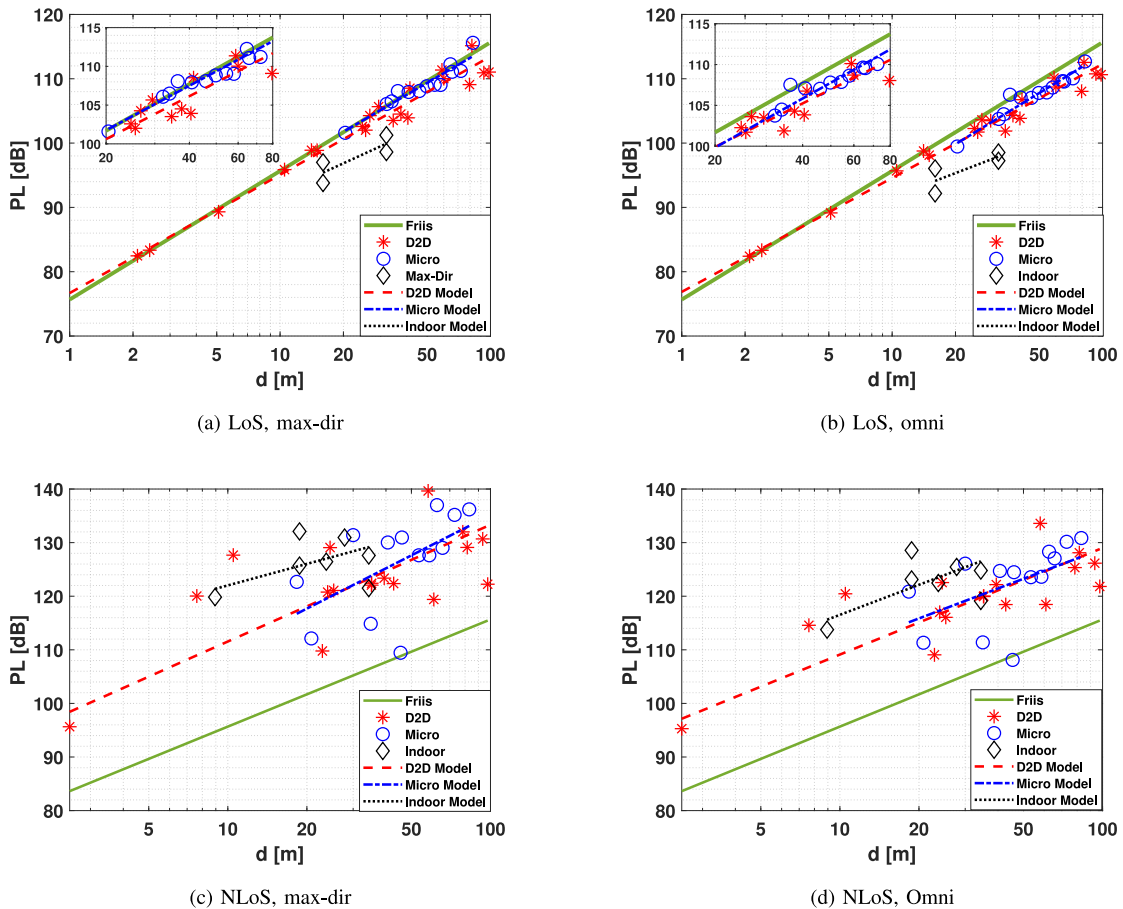 120
110
100
90
80
70
PL [dB]
115
110
105
100
20
40
60
80
Friis
D2D
Micro
Max-Dir
D2D Model
Micro Model
Indoor Model
1
2
5
10
20
50
100
d [m]
(a) LoS, max-dir
120
110
100
90
80
70
PL [dB]
115
110
105
100
20
40
60
80
Friis
D2D
Micro
Indoor
D2D Model
Micro Model
Indoor Model
1
2
5
10
20
50
100
d [m]
(b) LoS, omni
140
130
120
110
100
90
80
PL [dB]
Friis
D2D
Micro
Indoor
D2D Model
Micro Model
Indoor Model
5
10
20
50
100
d [m]
(c) NLoS, max-dir
140
130
120
110
100
90
80
PL [dB]
Friis
D2D
Micro
Indoor
D2D Model
Micro Model
Indoor Model
5
10
20
50
100
d [m]
(d) NLoS, Omni